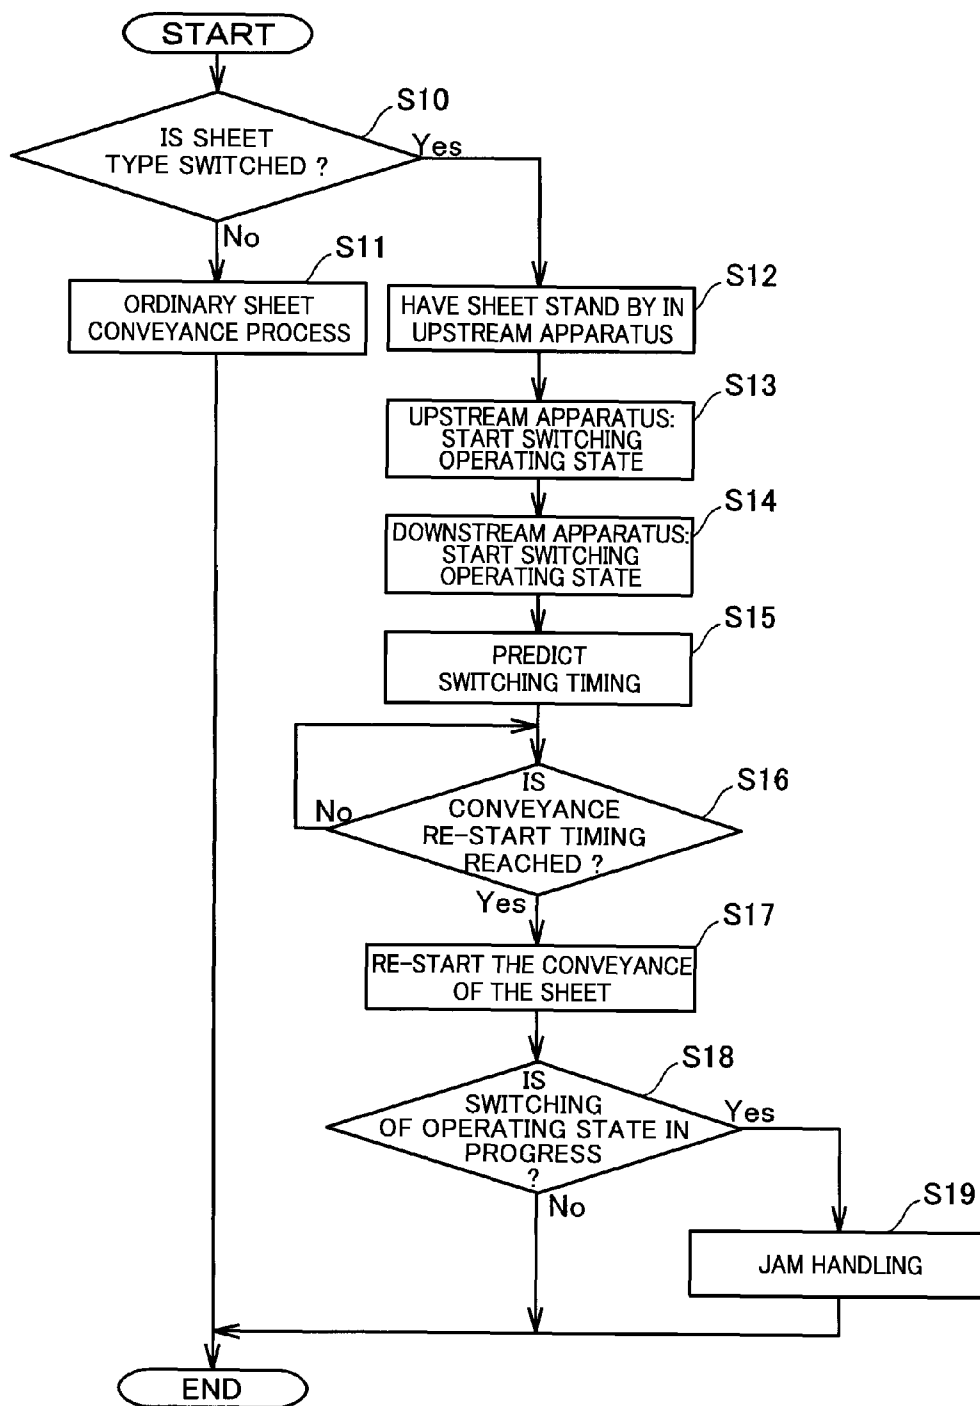 START
S10
IS SHEET
TYPE SWITCHED ?
Yes
No
S11
ORDINARY SHEET
CONVEYANCE PROCESS
S12
HAVE SHEET STAND BY IN
UPSTREAM APPARATUS
S13
UPSTREAM APPARATUS:
START SWITCHING
OPERATING STATE
S14
DOWNSTREAM APPARATUS:
START SWITCHING
OPERATING STATE
S15
PREDICT
SWITCHING TIMING
S16
IS
CONVEYANCE
RE-START TIMING
REACHED ?
No
Yes
S17
RE-START THE CONVEYANCE
OF THE SHEET
S18
IS
SWITCHING
OF OPERATING STATE IN
PROGRESS
?
Yes
No
S19
JAM HANDLING
END